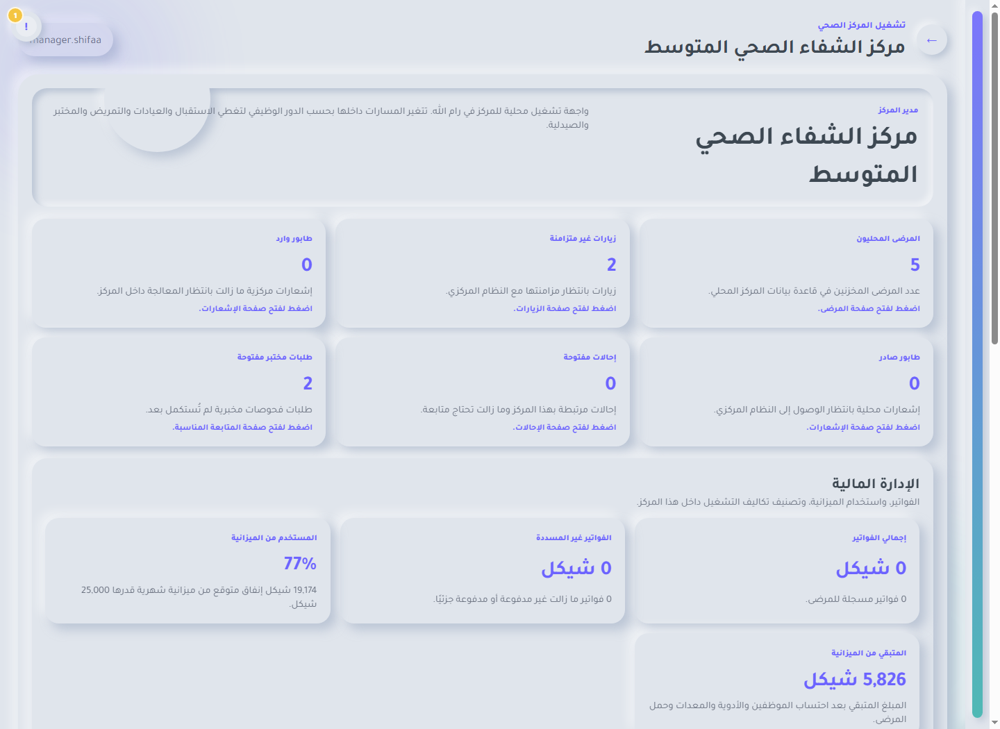 تشغيل المركز الصحي
مركز الشفاء الصحي المتوسط
←
1
!
manager.shifaa
مدير المركز
مركز الشفاء الصحي
المتوسط
واجهة تشغيل محلية للمركز في رام الله. تتغير المسارات داخلها بحسب الدور الوظيفي لتغطي الاستقبال والعيادات والتمريض والمختبر
والصيدلية.
المرضى المحليون
5
عدد المرضى المخزنين في قاعدة بيانات المركز المحلي.
اضغط لفتح صفحة المرضى.
زيارات غير متزامنة
2
زيارات بانتظار مزامنتها مع النظام المركزي.
اضغط لفتح صفحة الزيارات.
طابور وارد
0
إشعارات مركزية ما زالت بانتظار المعالجة داخل المركز.
اضغط لفتح صفحة الإشعارات.
طابور صادر
0
إشعارات محلية بانتظار الوصول إلى النظام المركزي.
اضغط لفتح صفحة الإشعارات.
إحالات مفتوحة
0
إحالات مرتبطة بهذا المركز وما زالت تحتاج متابعة.
اضغط لفتح صفحة الإحالات.
طلبات مختبر مفتوحة
2
طلبات فحوصات مخبرية لم تُستكمل بعد.
اضغط لفتح صفحة المتابعة المناسبة.
الإدارة المالية
الفواتير، واستخدام الميزانية، وتصنيف تكاليف التشغيل داخل هذا المركز.
إجمالي الفواتير
0 شيكل
0 فواتير مسجلة للمرضى.
الفواتير غير المسددة
0 شيكل
0 فواتير ما زالت غير مدفوعة أو مدفوعة جزئيًا.
المستخدم من الميزانية
77%
19,174 شيكل إنفاق متوقع من ميزانية شهرية قدرها 25,000
شيكل.
المتبقي من الميزانية
5,826 شيكل
المبلغ المتبقي بعد احتساب الموظفين والأدوية والمعدات وحمل
المرضى.